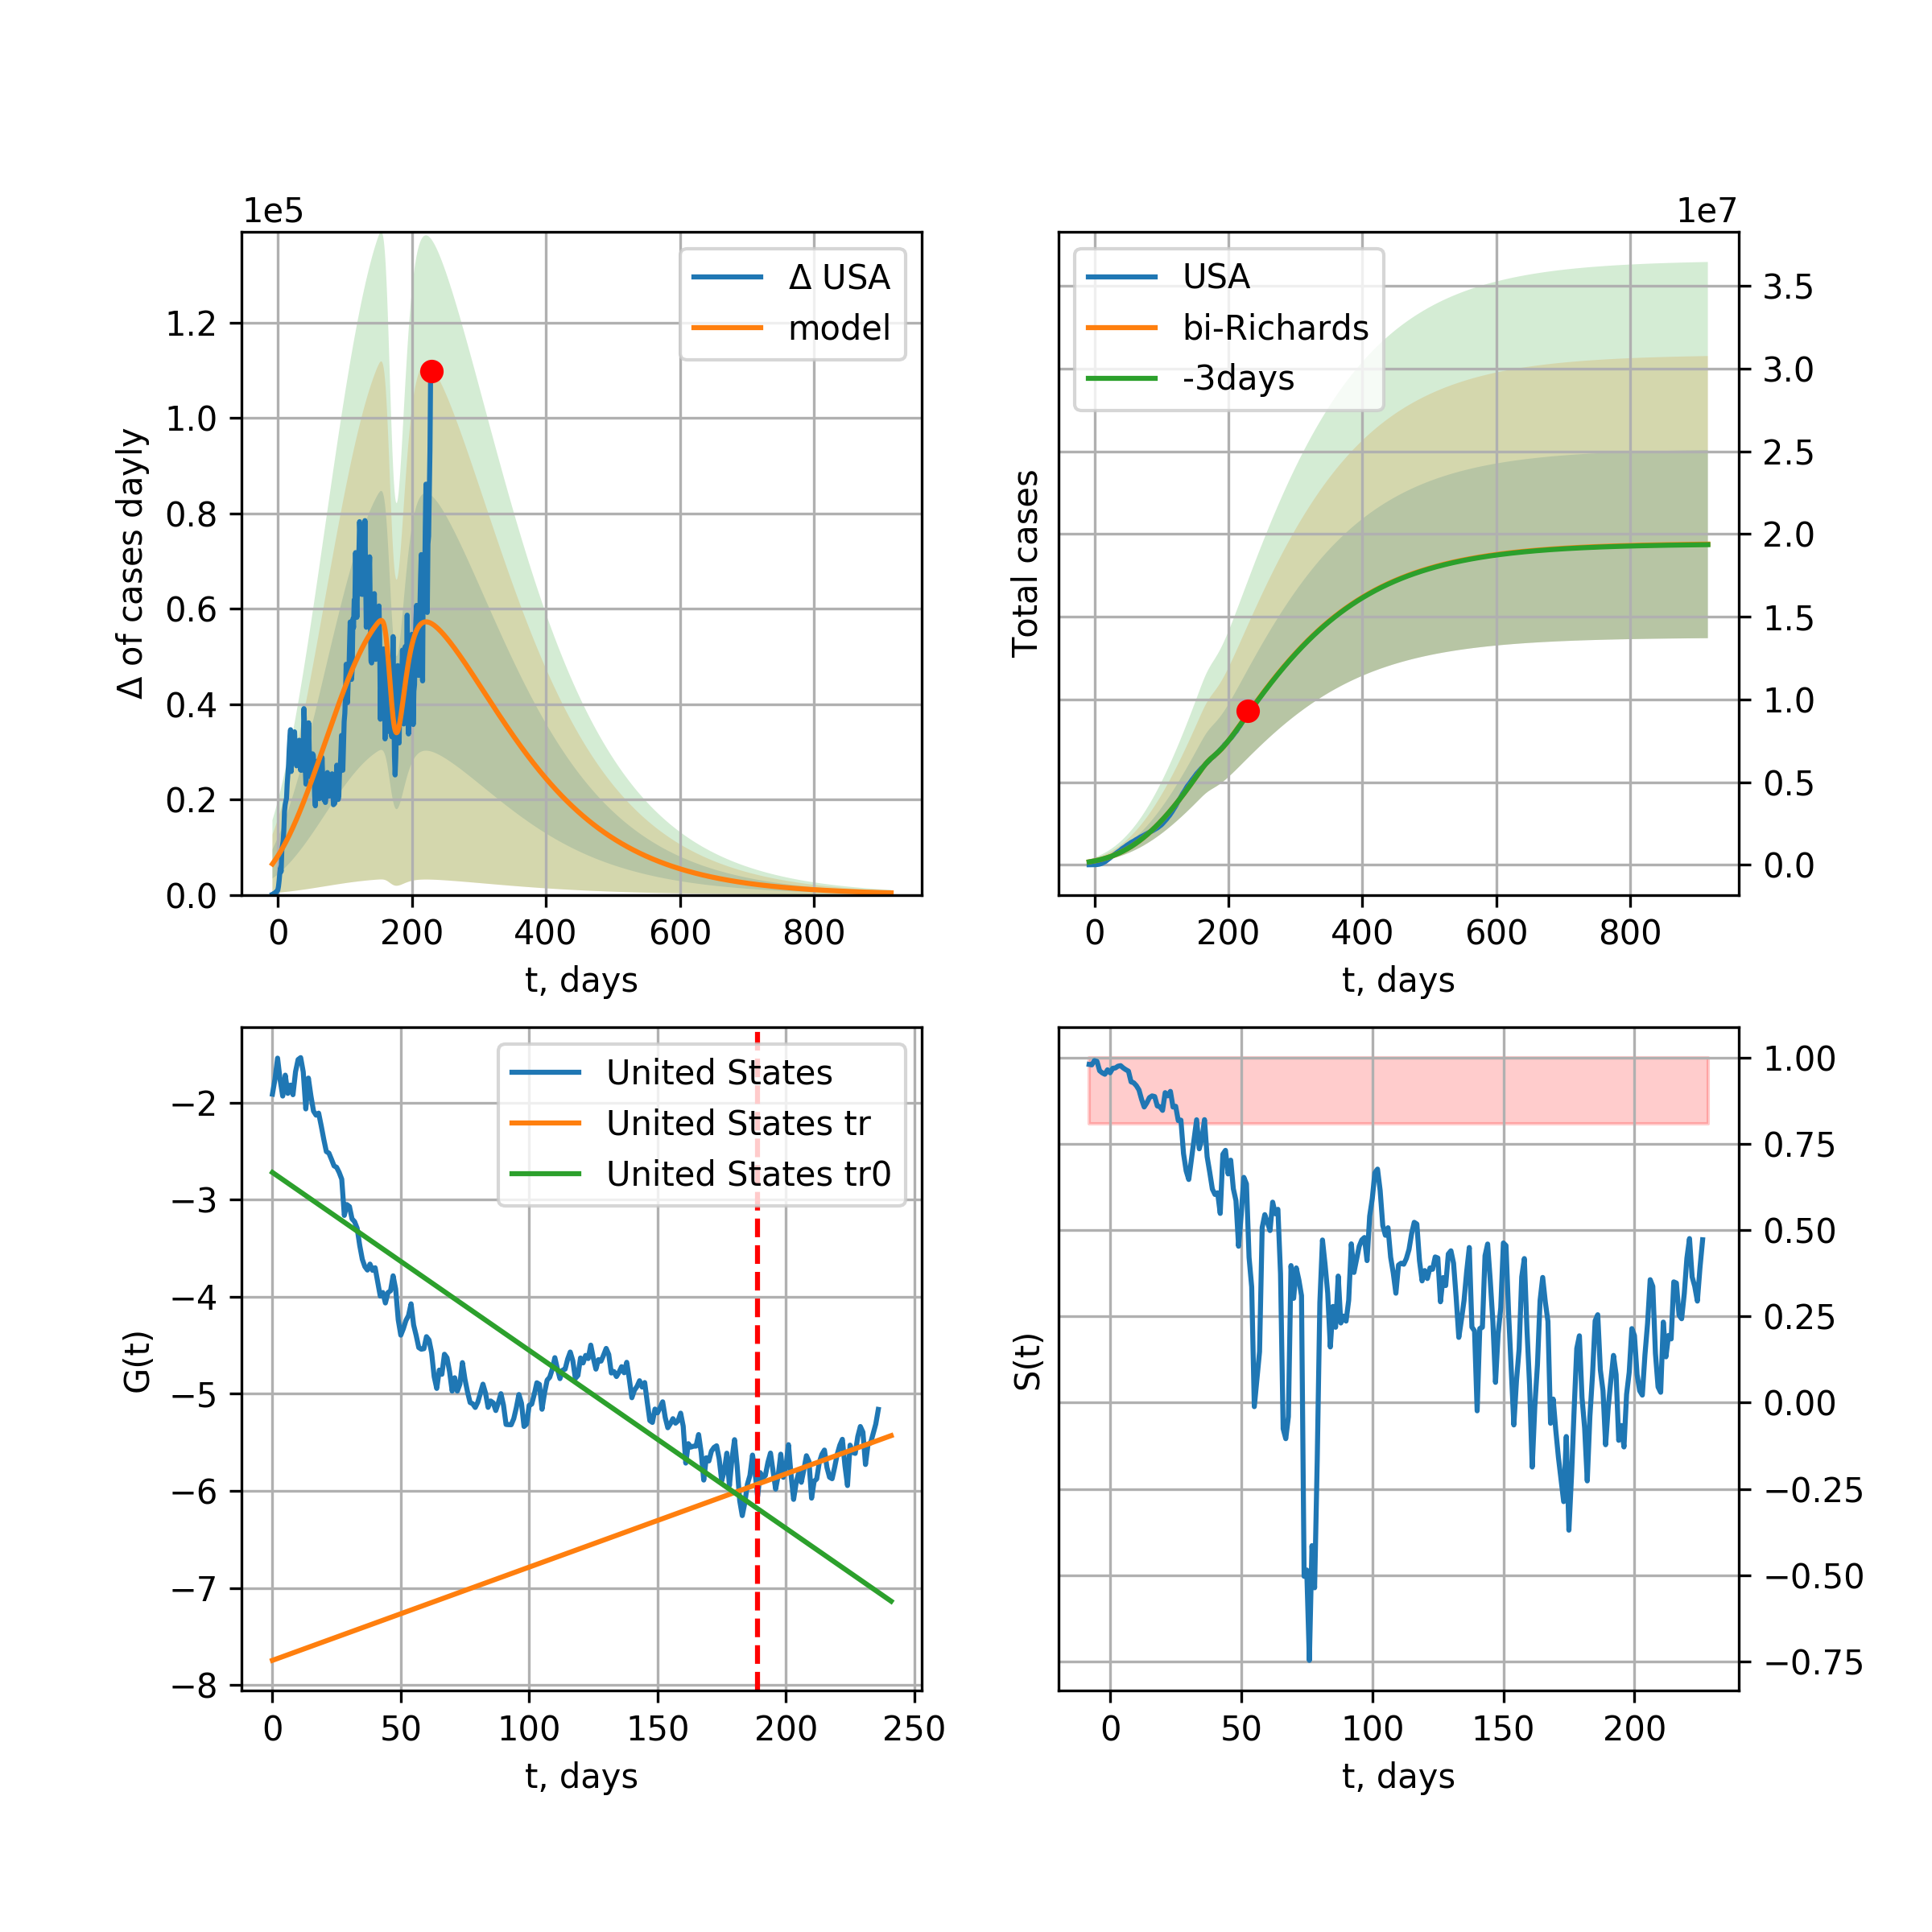 1e5
Δ USA
model
1.2
1.0
0.8
0.6
0.4
0.2
0.0
Δ of cases dayly
0 200 400 600 800
t, days
1e7
USA
bi-Richards
-3days
3.5
3.0
2.5
2.0
1.5
1.0
0.5
0.0
Total cases
0 200 400 600 800
t, days
United States
United States tr
United States tr0
−2
−3
−4
−5
−6
−7
−8
G(t)
0 50 100 150 200 250
t, days
1.00
0.75
0.50
0.25
0.00
−0.25
−0.50
−0.75
S(t)
0 50 100 150 200
t, days